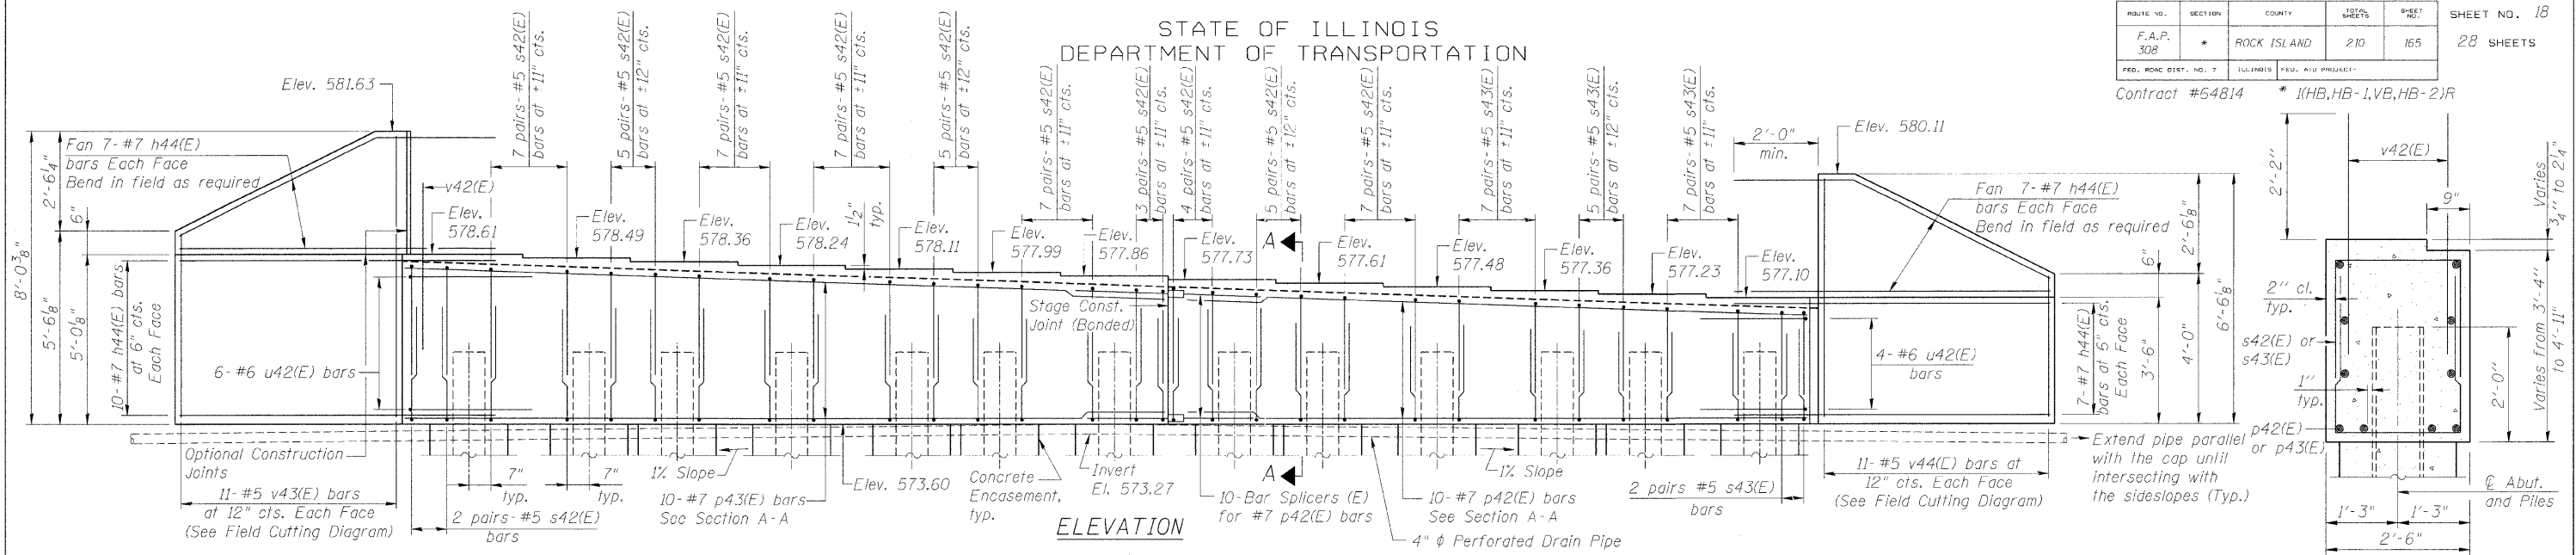 STATE OF ILLINOIS
DEPARTMENT OF TRANSPORTATION
ROUTE NO. SECTION COUNTY TOTAL SHEETS SHEET NO.
F.A.P. 308 * ROCK ISLAND 210 165
FED. ROAD DIST. NO. 7 ILLINOIS FED. AID PROJECT-
SHEET NO. 18
28 SHEETS
Contract #64814 * 1(HB,HB-1,VB,HB-2)R
7 pairs-#5 s42(E) bars at ±11" cts.
5 pairs-#5 s42(E) bars at ±12" cts.
7 pairs-#5 s42(E) bars at ±11" cts.
7 pairs-#5 s42(E) bars at ±11" cts.
5 pairs-#5 s42(E) bars at ±12" cts.
7 pairs-#5 s42(E) bars at ±11" cts.
3 pairs-#5 s42(E) bars at ±11" cts.
4 pairs-#5 s42(E) bars at ±11" cts.
5 pairs-#5 s42(E) bars at ±12" cts.
7 pairs-#5 s42(E) bars at ±11" cts.
7 pairs-#5 s43(E) bars at ±11" cts.
5 pairs-#5 s43(E) bars at ±12" cts.
7 pairs-#5 s43(E) bars at ±11" cts.
Elev. 581.63
Fan 7-#7 h44(E)
bars Each Face
Bend in field as required
v42(E)
8'-0 3/8"
2'-6 1/4"
6"
5'-6 1/8"
5'-0 1/8"
10-#7 h44(E) bars
at 6" cts.
Each Face
Elev. 578.61
Elev. 578.49
Elev. 578.36
Elev. 578.24
1 1/2" typ.
Elev. 578.11
Elev. 577.99
Elev. 577.86
Elev. 577.73
A
Elev. 577.61
Elev. 577.48
Elev. 577.36
Elev. 577.23
Elev. 577.10
2'-0"
min.
Elev. 580.11
Fan 7-#7 h44(E)
bars Each Face
Bend in field as required
Stage Const.
Joint (Bonded)
6-#6 u42(E) bars
4-#6 u42(E)
bars
7-#7 h44(E)
bars at 6" cts.
Each Face
6"
3'-6"
2'-6 1/8"
4'-0"
6'-6 1/8"
Optional Construction
Joints
11-#5 v43(E) bars
at 12" cts. Each Face
(See Field Cutting Diagram)
7"
typ.
7"
typ.
2 pairs-#5 s42(E)
bars
1% Slope
10-#7 p43(E) bars
See Section A-A
Elev. 573.60
Concrete
Encasement,
typ.
Invert
El. 573.27
A
10-Bar Splicers (E)
for #7 p42(E) bars
1% Slope
10-#7 p42(E) bars
See Section A-A
4" φ Perforated Drain Pipe
2 pairs #5 s43(E)
bars
11-#5 v44(E) bars at
12" cts. Each Face
(See Field Cutting Diagram)
Extend pipe parallel
with the cap until
intersecting with
the sideslopes (Typ.)
ELEVATION
2'-2"
v42(E)
9"
Varies
3/4" to 2 1/4"
2" cl.
typ.
s42(E) or
s43(E)
1"
typ.
p42(E)
or p43(E)
2'-0"
Varies from 3'-4"
to 4'-11"
℄ Abut.
and Piles
1'-3" 1'-3"
2'-6"